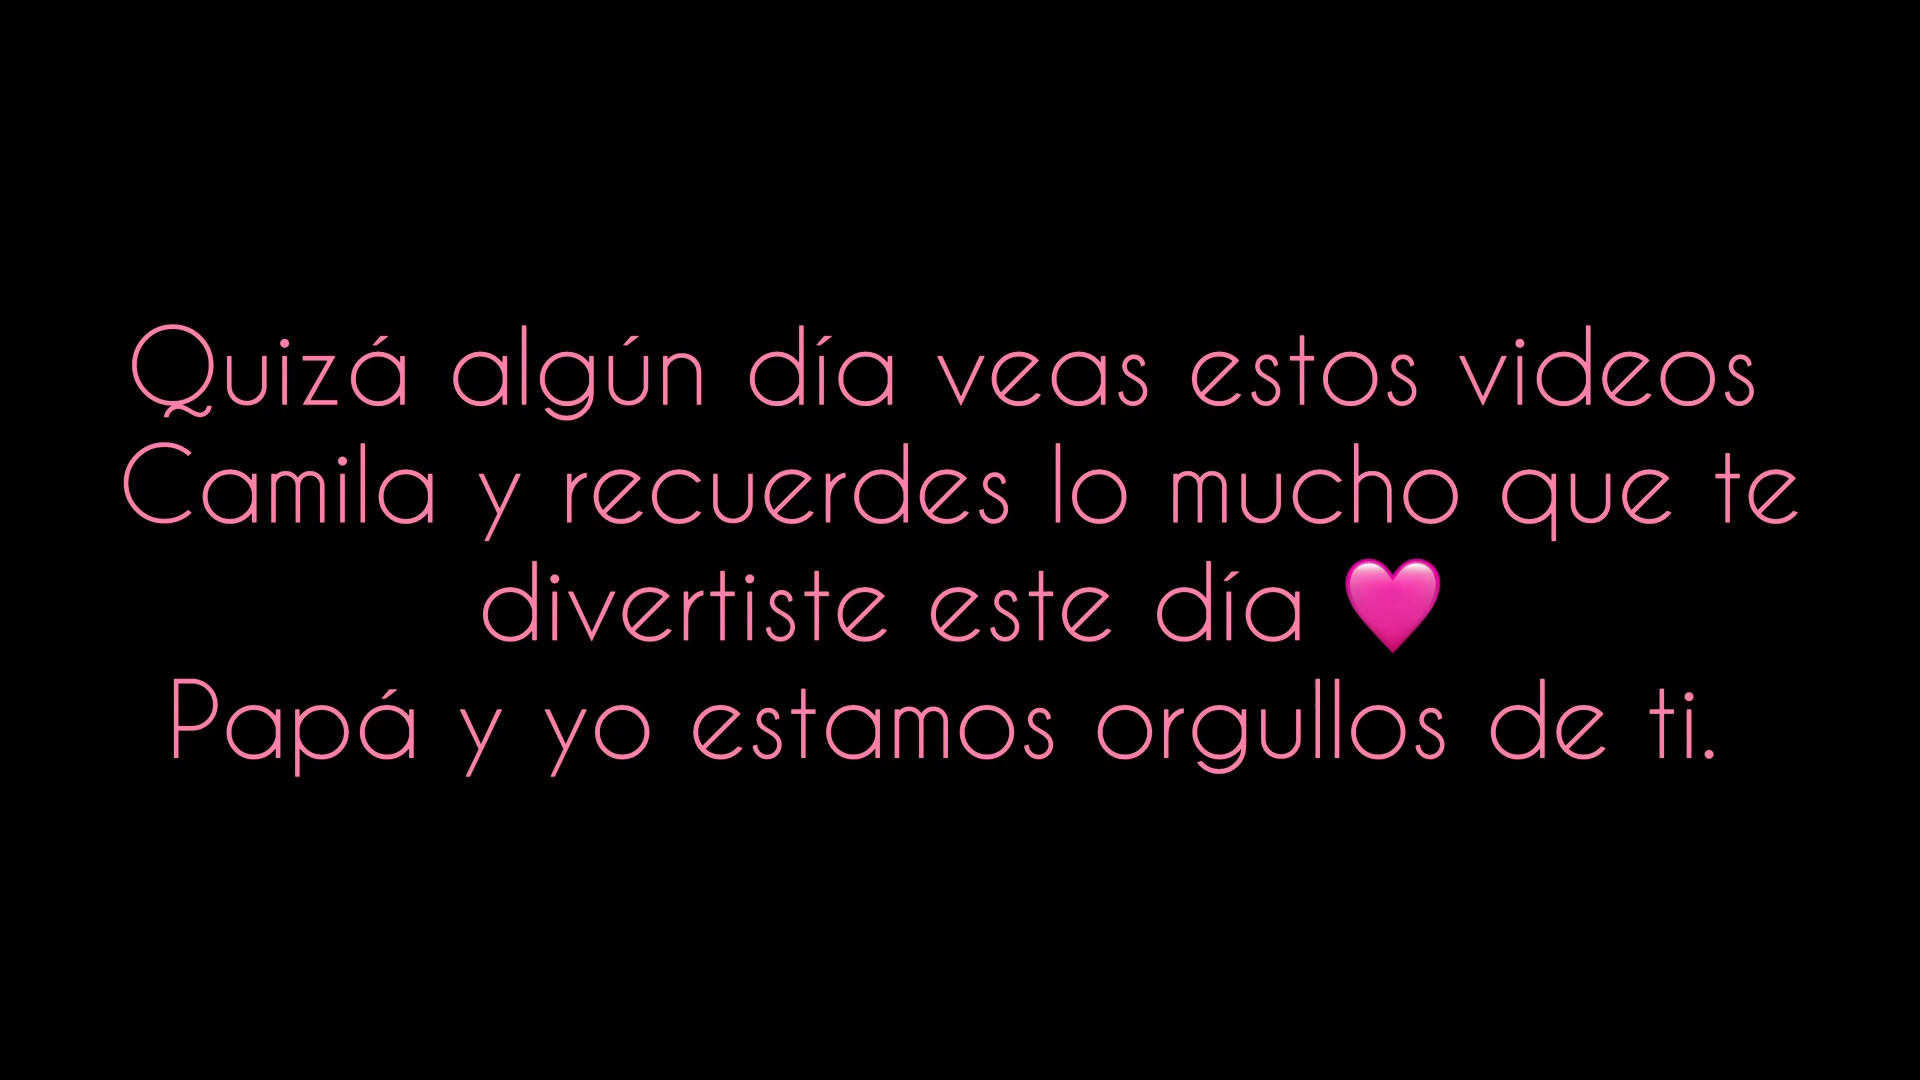 Quizá algún día veas estos videos
Camila y recuerdes lo mucho que te
divertiste este día 🩷
Papá y yo estamos orgullos de ti.